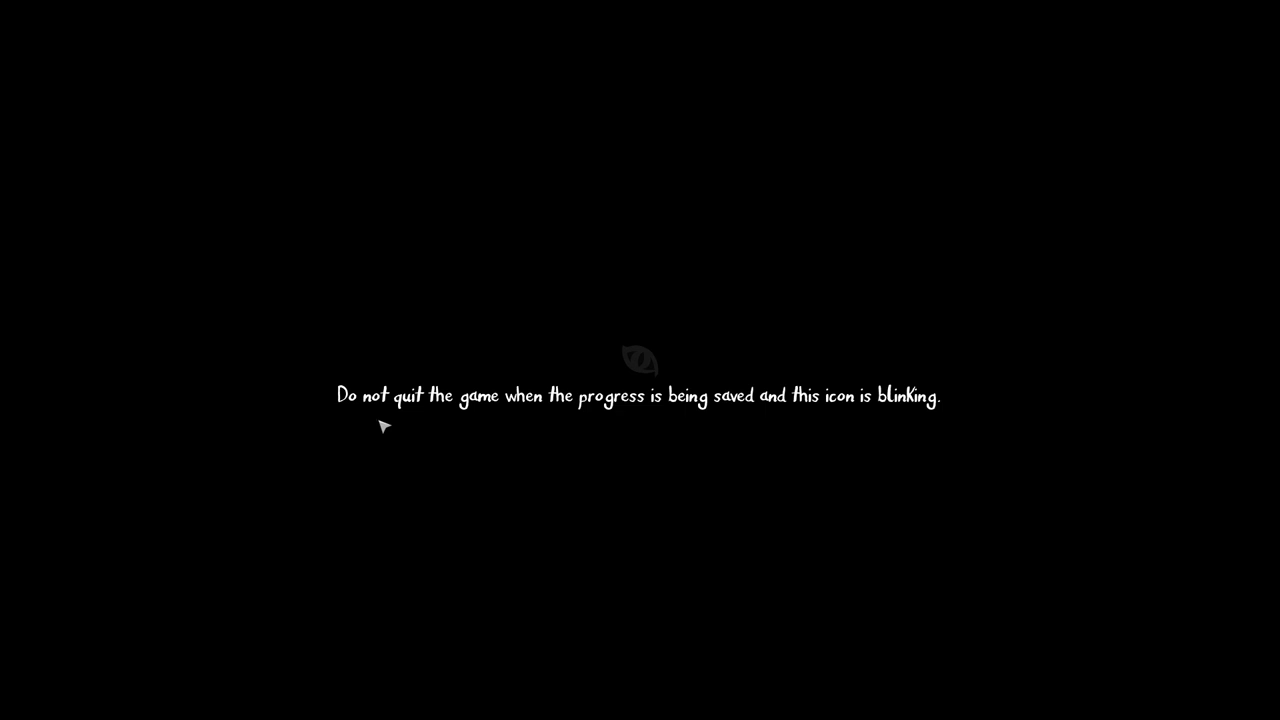 Do not quit the game when the progress is being saved and this icon is blinking.